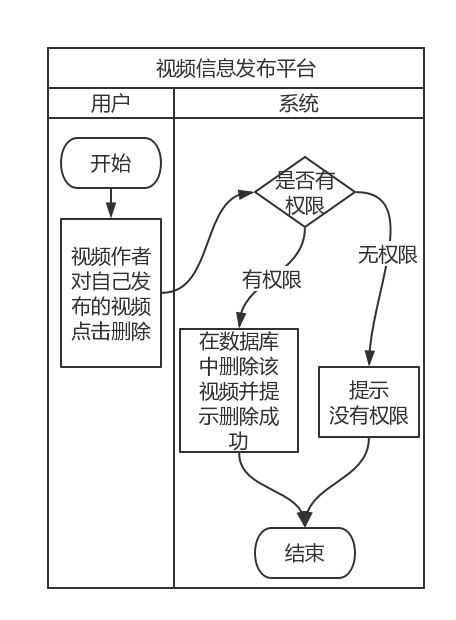 视频信息发布平台
用户
系统
开始
视频作者
对自己发
布的视频
点击删除
是否有
权限
有权限
无权限
在数据库
中删除该
视频并提
示删除成
功
提示
没有权限
结束